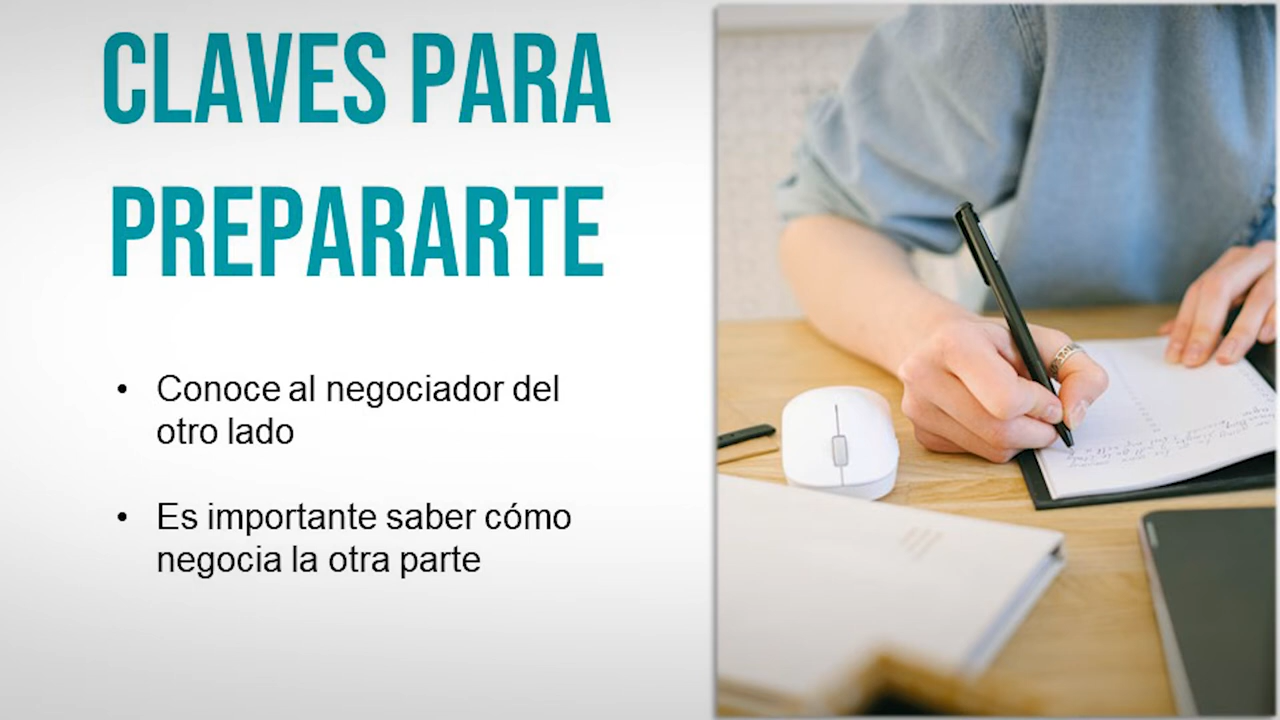 CLAVES PARA
PREPARARTE
• Conoce al negociador del
otro lado
• Es importante saber cómo
negocia la otra parte